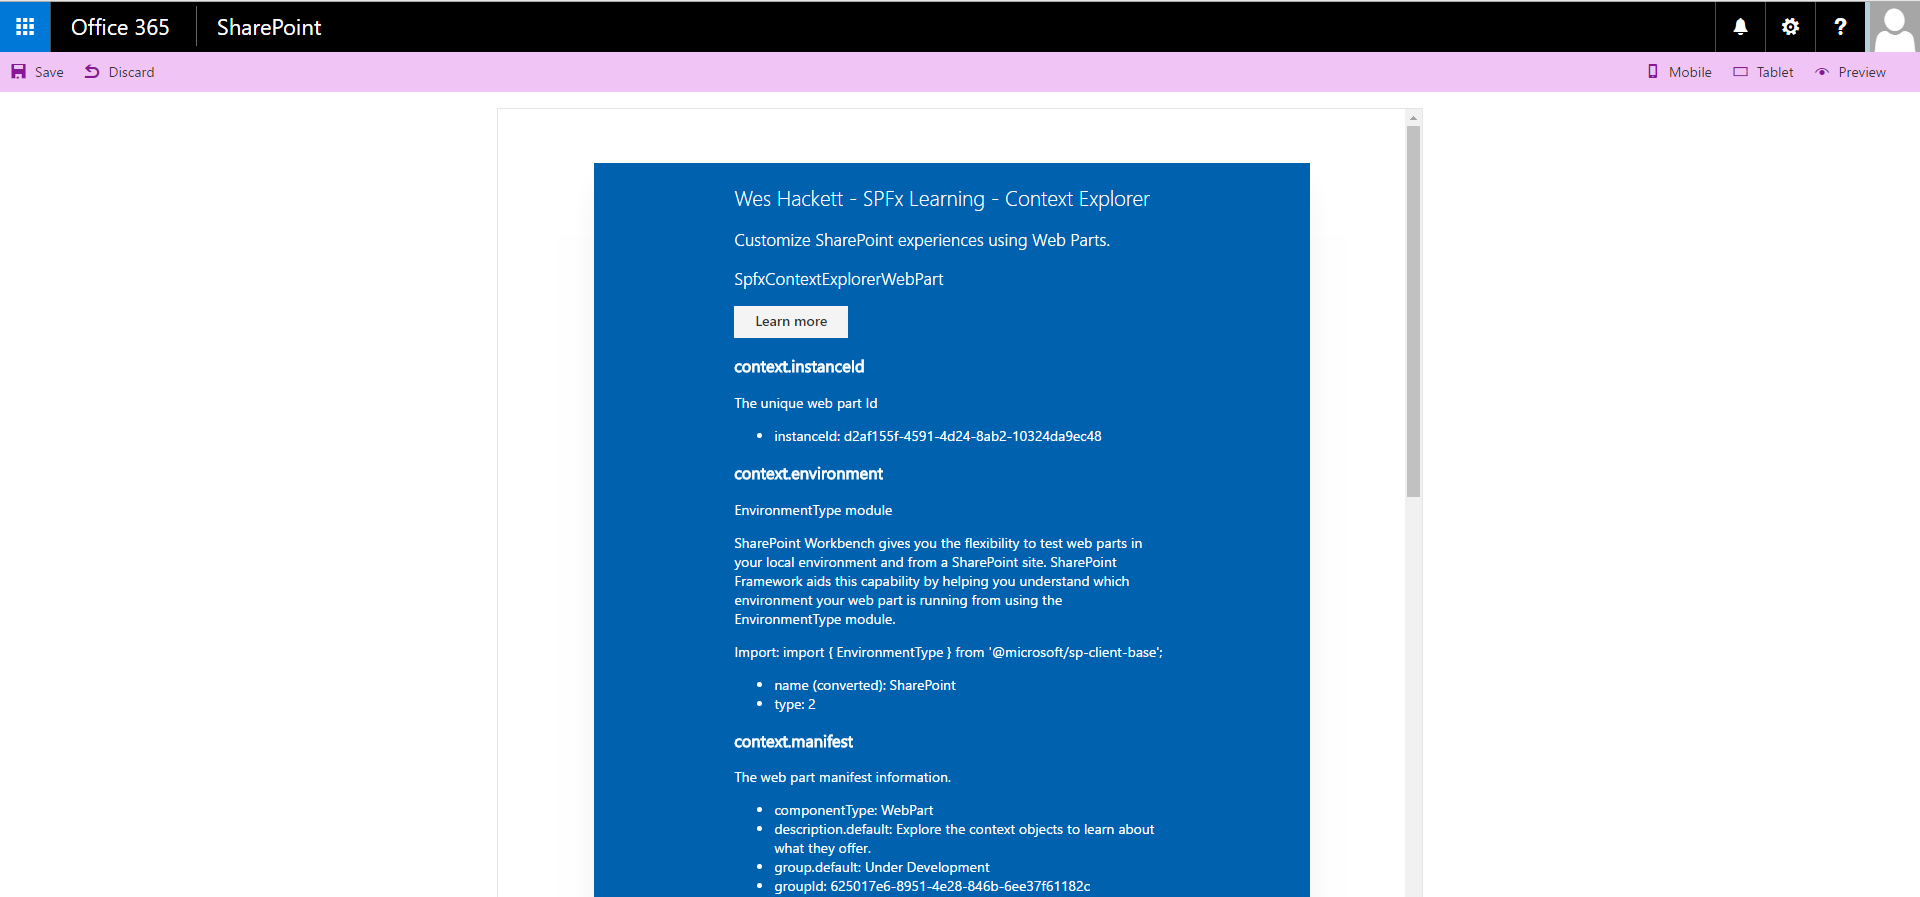 Office 365 SharePoint ?
Save Discard Mobile Tablet Preview
Wes Hackett - SPFx Learning - Context Explorer
Customize SharePoint experiences using Web Parts.
SpfxContextExplorerWebPart
Learn more
context.instanceId
The unique web part Id
• instanceId: d2af155f-4591-4d24-8ab2-10324da9ec48
context.environment
EnvironmentType module
SharePoint Workbench gives you the flexibility to test web parts in
your local environment and from a SharePoint site. SharePoint
Framework aids this capability by helping you understand which
environment your web part is running from using the
EnvironmentType module.
Import: import { EnvironmentType } from '@microsoft/sp-client-base';
• name (converted): SharePoint
• type: 2
context.manifest
The web part manifest information.
• componentType: WebPart
• description.default: Explore the context objects to learn about
what they offer.
• group.default: Under Development
• groupId: 625017e6-8951-4e28-846b-6ee37f61182c